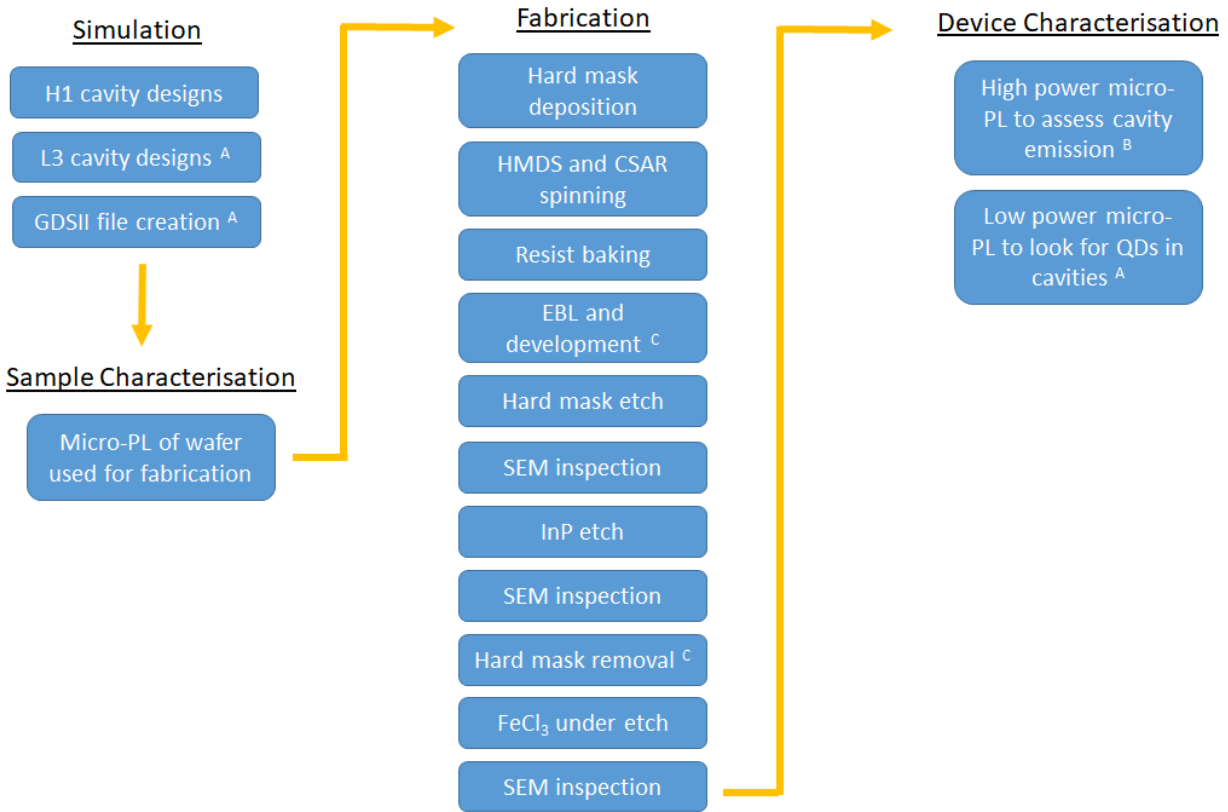 Simulation
H1 cavity designs
L3 cavity designs ᴬ
GDSII file creation ᴬ
Sample Characterisation
Micro-PL of wafer
used for fabrication
Fabrication
Hard mask
deposition
HMDS and CSAR
spinning
Resist baking
EBL and
development ᶜ
Hard mask etch
SEM inspection
InP etch
SEM inspection
Hard mask removal ᶜ
FeCl₃ under etch
SEM inspection
Device Characterisation
High power micro-
PL to assess cavity
emission ᴮ
Low power micro-
PL to look for QDs in
cavities ᴬ